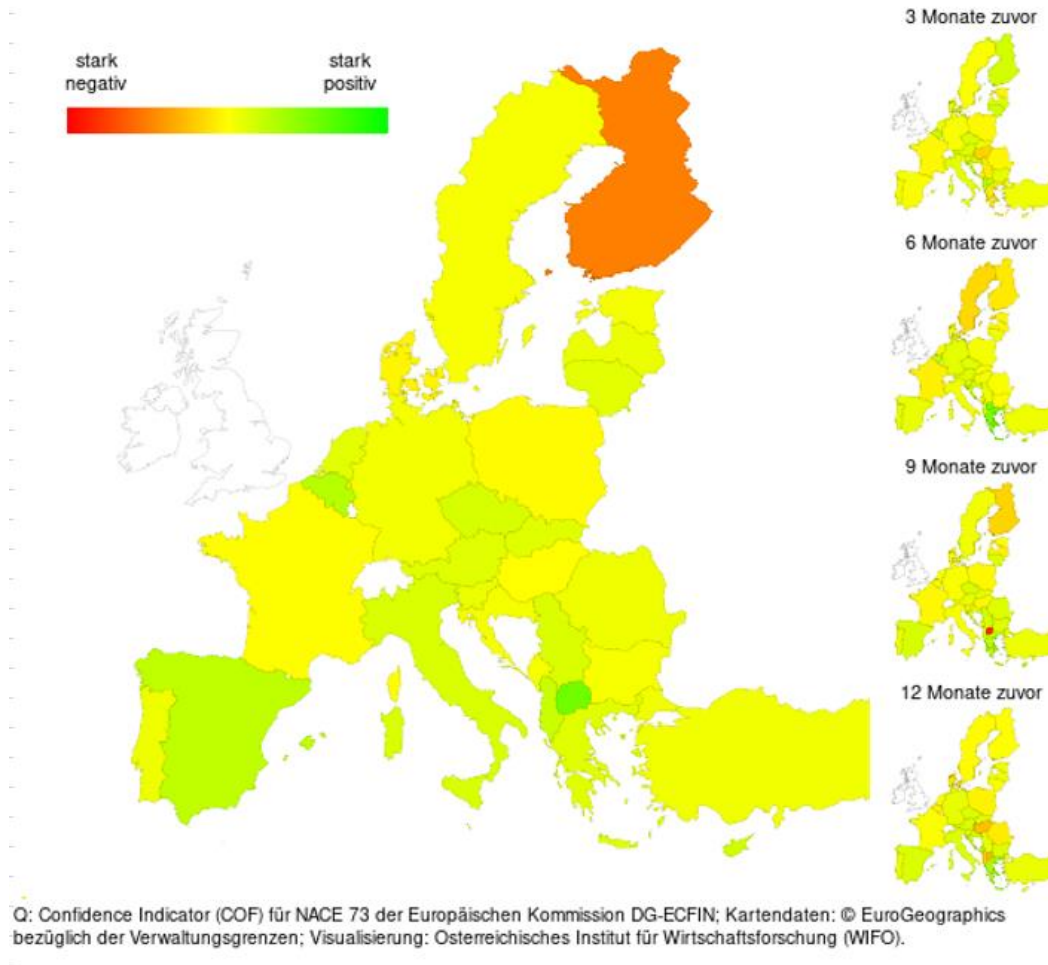 stark
negativ
stark
positiv
3 Monate zuvor
6 Monate zuvor
9 Monate zuvor
12 Monate zuvor
Q: Confidence Indicator (COF) für NACE 73 der Europäischen Kommission DG-ECFIN; Kartendaten: © EuroGeographics
bezüglich der Verwaltungsgrenzen; Visualisierung: Österreichisches Institut für Wirtschaftsforschung (WIFO).